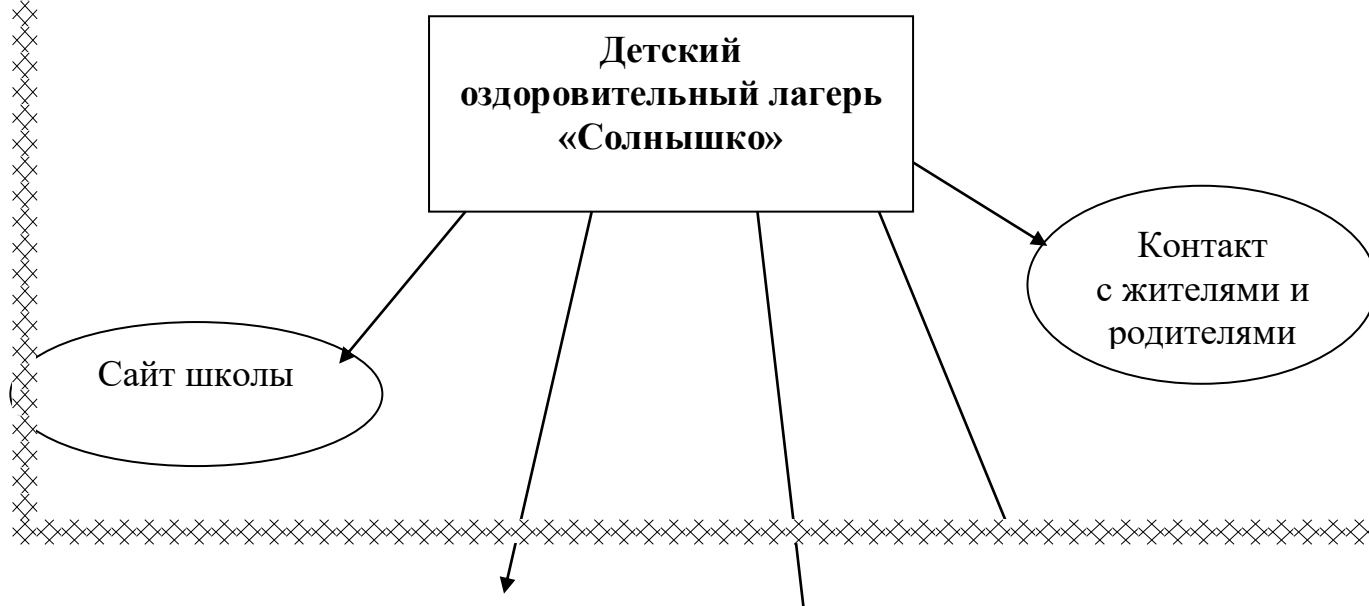 Детский
оздоровительный лагерь
«Солнышко»
Контакт
с жителями и
родителями
Сайт школы